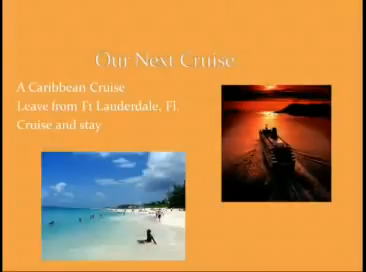 Our Next Cruise
A Caribbean Cruise
Leave from Ft Lauderdale, Fl.
Cruise and stay